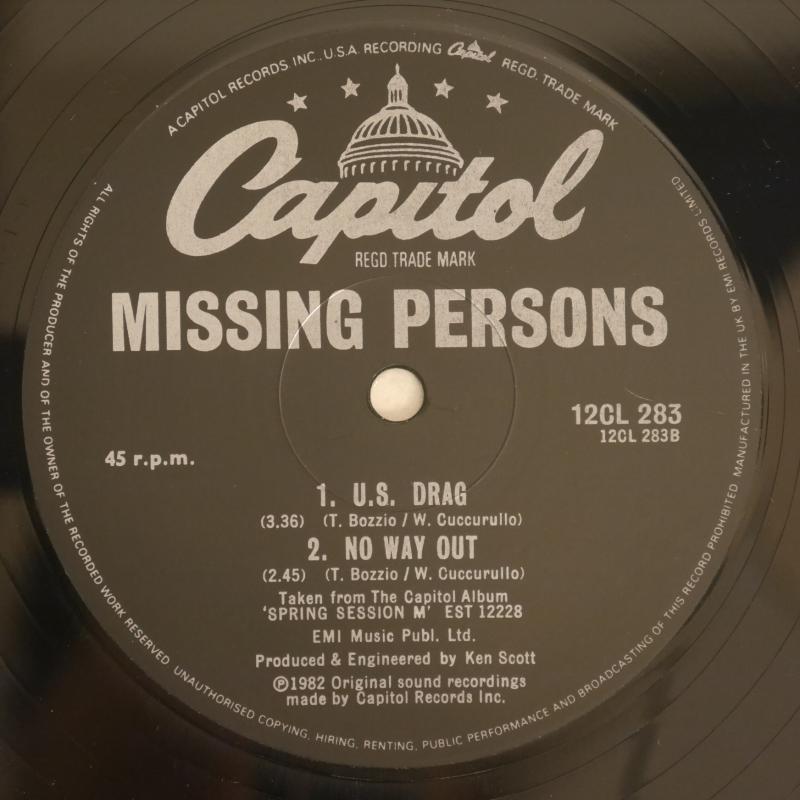 A CAPITOL RECORDS INC., U.S.A. RECORDING Capitol REGD. TRADE MARK
Capitol
REGD. TRADE MARK
MISSING PERSONS
12CL 283
12CL 283B
45 r.p.m.
1. U.S. DRAG
(3.36) (T. Bozzio / W. Cuccurullo)
2. NO WAY OUT
(2.45) (T. Bozzio / W. Cuccurullo)
Taken from The Capitol Album
'SPRING SESSION M' EST 12228
EMI Music Publ. Ltd.
Produced & Engineered by Ken Scott
℗1982 Original sound recordings
made by Capitol Records Inc.
ALL RIGHTS OF THE PRODUCER AND OF THE OWNER OF THE RECORDED WORK RESERVED UNAUTHORISED COPYING, HIRING, RENTING, PUBLIC PERFORMANCE AND BROADCASTING OF THIS RECORD PROHIBITED MANUFACTURED IN THE UK BY EMI RECORDS LIMITED